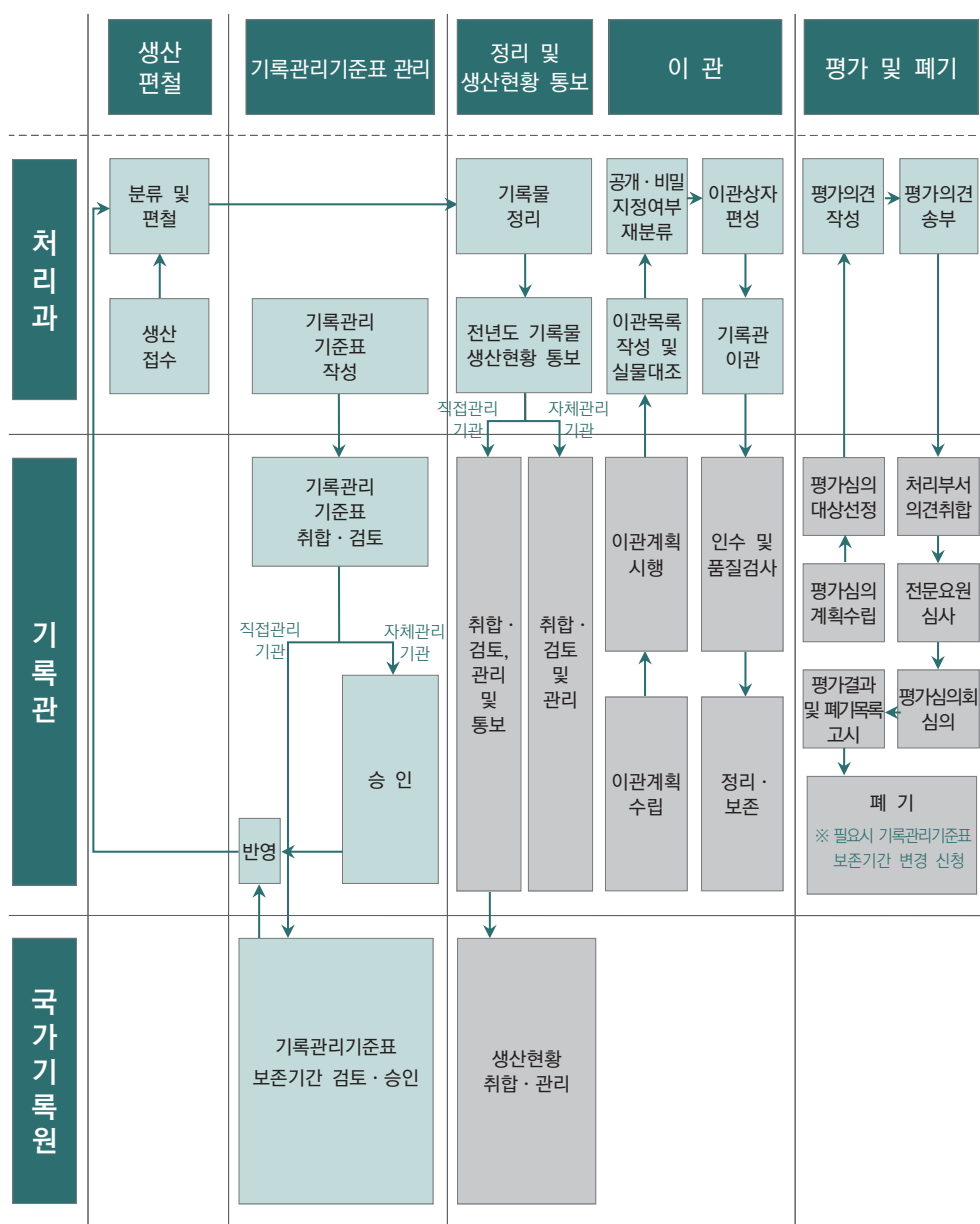 생산
편철
기록관리기준표 관리
정리 및
생산현황 통보
이 관
평가 및 폐기
처리과
분류 및
편철
생산
접수
기록관리
기준표
작성
기록물
정리
전년도 기록물
생산현황 통보
직접관리
기관
자체관리
기관
공개 · 비밀
지정여부
재분류
이관상자
편성
이관목록
작성 및
실물대조
기록관
이관
평가의견
작성
평가의견
송부
기록관
기록관리
기준표
취합 · 검토
직접관리
기관
자체관리
기관
승 인
반영
취합 ·
검토,
관리
및
통보
취합 ·
검토
및
관리
이관계획
시행
인수 및
품질검사
이관계획
수립
정리 ·
보존
평가심의
대상선정
처리부서
의견취합
평가심의
계획수립
전문요원
심사
평가결과
및 폐기목록
고시
평가심의회
심의
폐 기
※ 필요시 기록관리기준표
보존기간 변경 신청
국가기록원
기록관리기준표
보존기간 검토 · 승인
생산현황
취합 · 관리